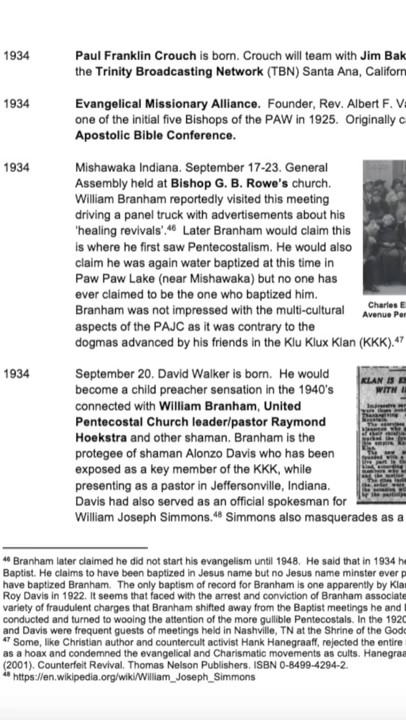 1934 Paul Franklin Crouch is born. Crouch will team with Jim Bak
the Trinity Broadcasting Network (TBN) Santa Ana, Californ
1934 Evangelical Missionary Alliance. Founder, Rev. Albert F. Va
one of the initial five Bishops of the PAW in 1925. Originally c
Apostolic Bible Conference.
1934 Mishawaka Indiana. September 17-23. General
Assembly held at Bishop G. B. Rowe's church.
William Branham reportedly visited this meeting
driving a panel truck with advertisements about his
'healing revivals'.46 Later Branham would claim this
is where he first saw Pentecostalism. He would also
claim he was again water baptized at this time in
Paw Paw Lake (near Mishawaka) but no one has
ever claimed to be the one who baptized him.
Branham was not impressed with the multi-cultural
aspects of the PAJC as it was contrary to the
dogmas advanced by his friends in the Klu Klux Klan (KKK).47
Charles E
Avenue Per
1934 September 20. David Walker is born. He would
become a child preacher sensation in the 1940's
connected with William Branham, United
Pentecostal Church leader/pastor Raymond
Hoekstra and other shaman. Branham is the
protegee of shaman Alonzo Davis who has been
exposed as a key member of the KKK, while
presenting as a pastor in Jeffersonville, Indiana.
Davis had also served as an official spokesman for
William Joseph Simmons.48 Simmons also masquerades as a
KLAN IS E
WITH I
46 Branham later claimed he did not start his evangelism until 1948. He said that in 1934 he
Baptist. He claims to have been baptized in Jesus name but no Jesus name minster ever p
have baptized Branham. The only baptism of record for Branham is one apparently by Klan
Roy Davis in 1922. It seems that faced with the arrest and conviction of Branham associate
variety of fraudulent charges that Branham shifted away from the Baptist meetings he and
conducted and turned to wooing the attention of the more gullible Pentecostals. In the 1920
and Davis were frequent guests of meetings held in Nashville, TN at the Shrine of the God
47 Some, like Christian author and countercult activist Hank Hanegraaff, rejected the entire
as a hoax and condemned the evangelical and Charismatic movements as cults. Hanegraa
(2001). Counterfeit Revival. Thomas Nelson Publishers. ISBN 0-8499-4294-2.
48 https://en.wikipedia.org/wiki/William_Joseph_Simmons